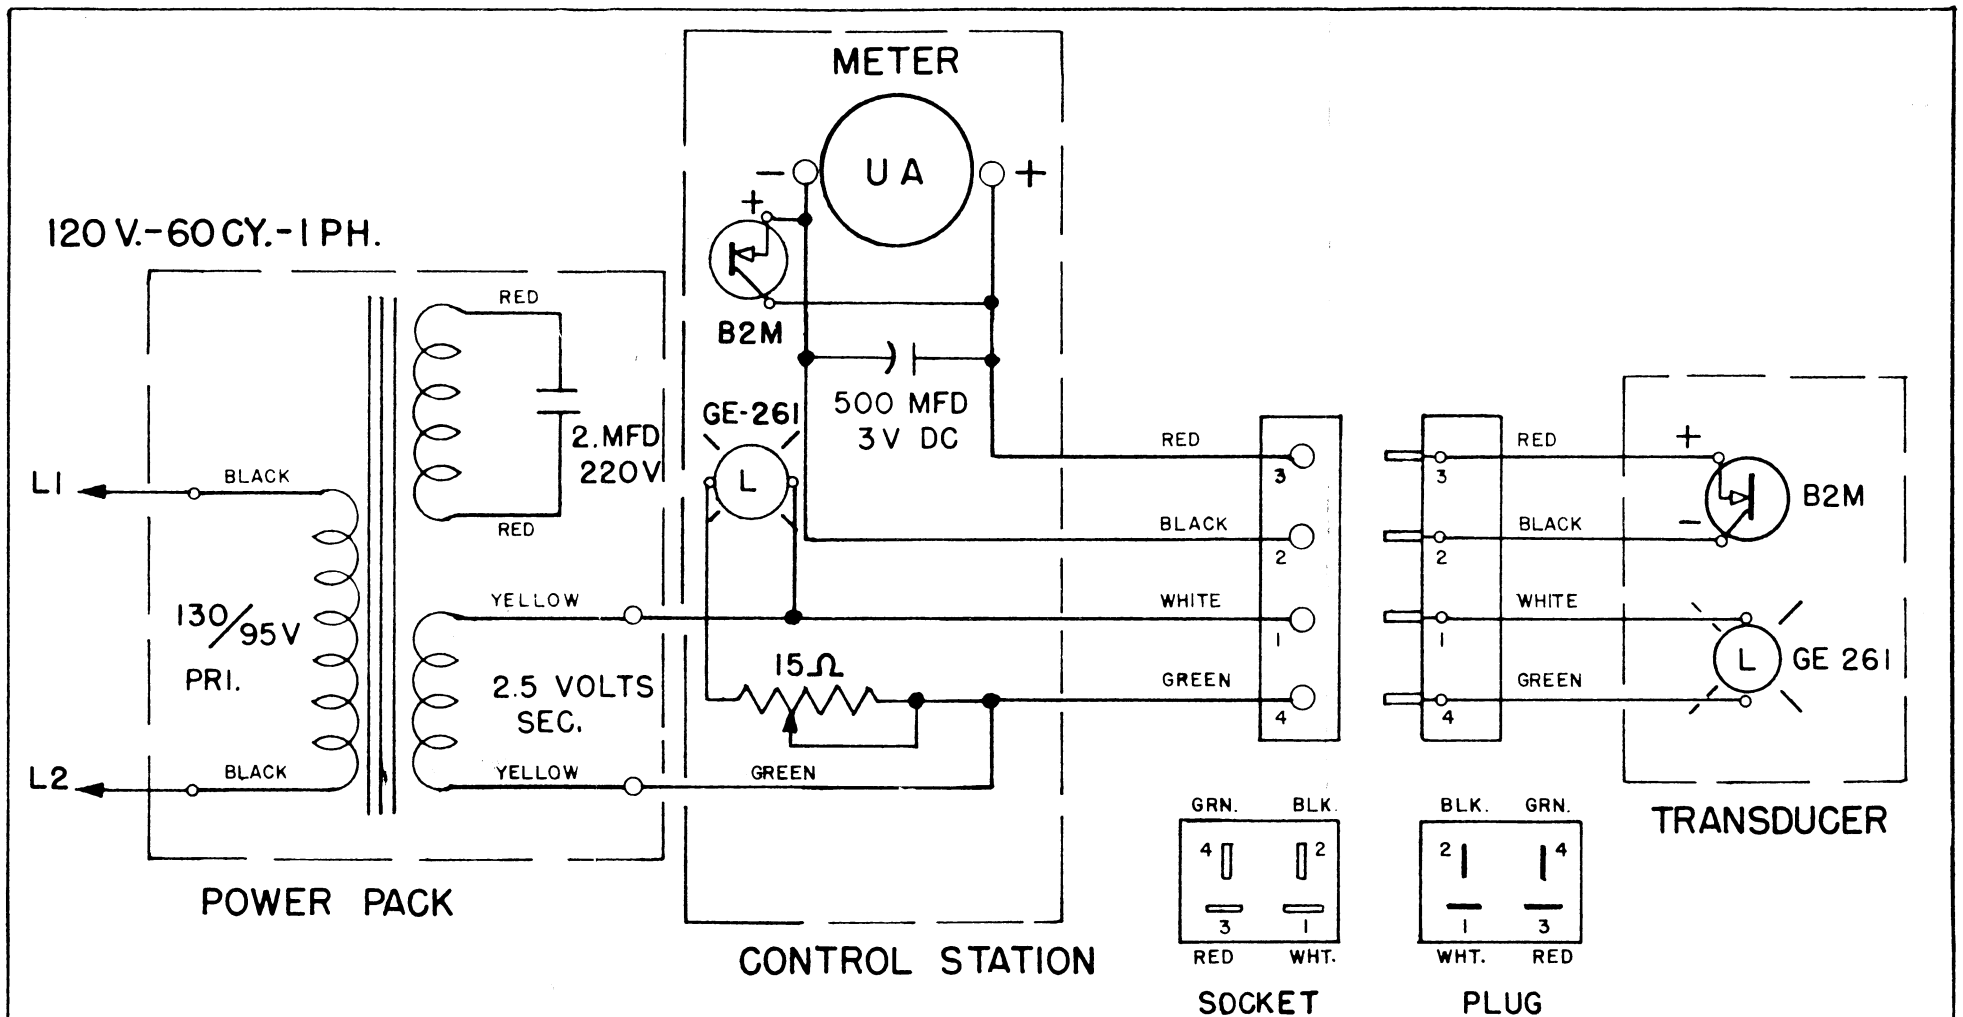 METER
- UA +
+
120 V.-60 CY.-1 PH.
RED
B2M
500 MFD
3V DC
GE-261
L
2. MFD
220V
RED
L1
BLACK
130/95V
PRI.
L2
BLACK
YELLOW
2.5 VOLTS
SEC.
YELLOW
15Ω
GREEN
RED
BLACK
WHITE
GREEN
3
2
1
4
3
2
1
4
RED
BLACK
WHITE
GREEN
+
-
B2M
L
GE 261
TRANSDUCER
POWER PACK
CONTROL STATION
GRN. BLK.
4 2
3 1
RED WHT.
SOCKET
BLK. GRN.
2 4
1 3
WHT. RED
PLUG